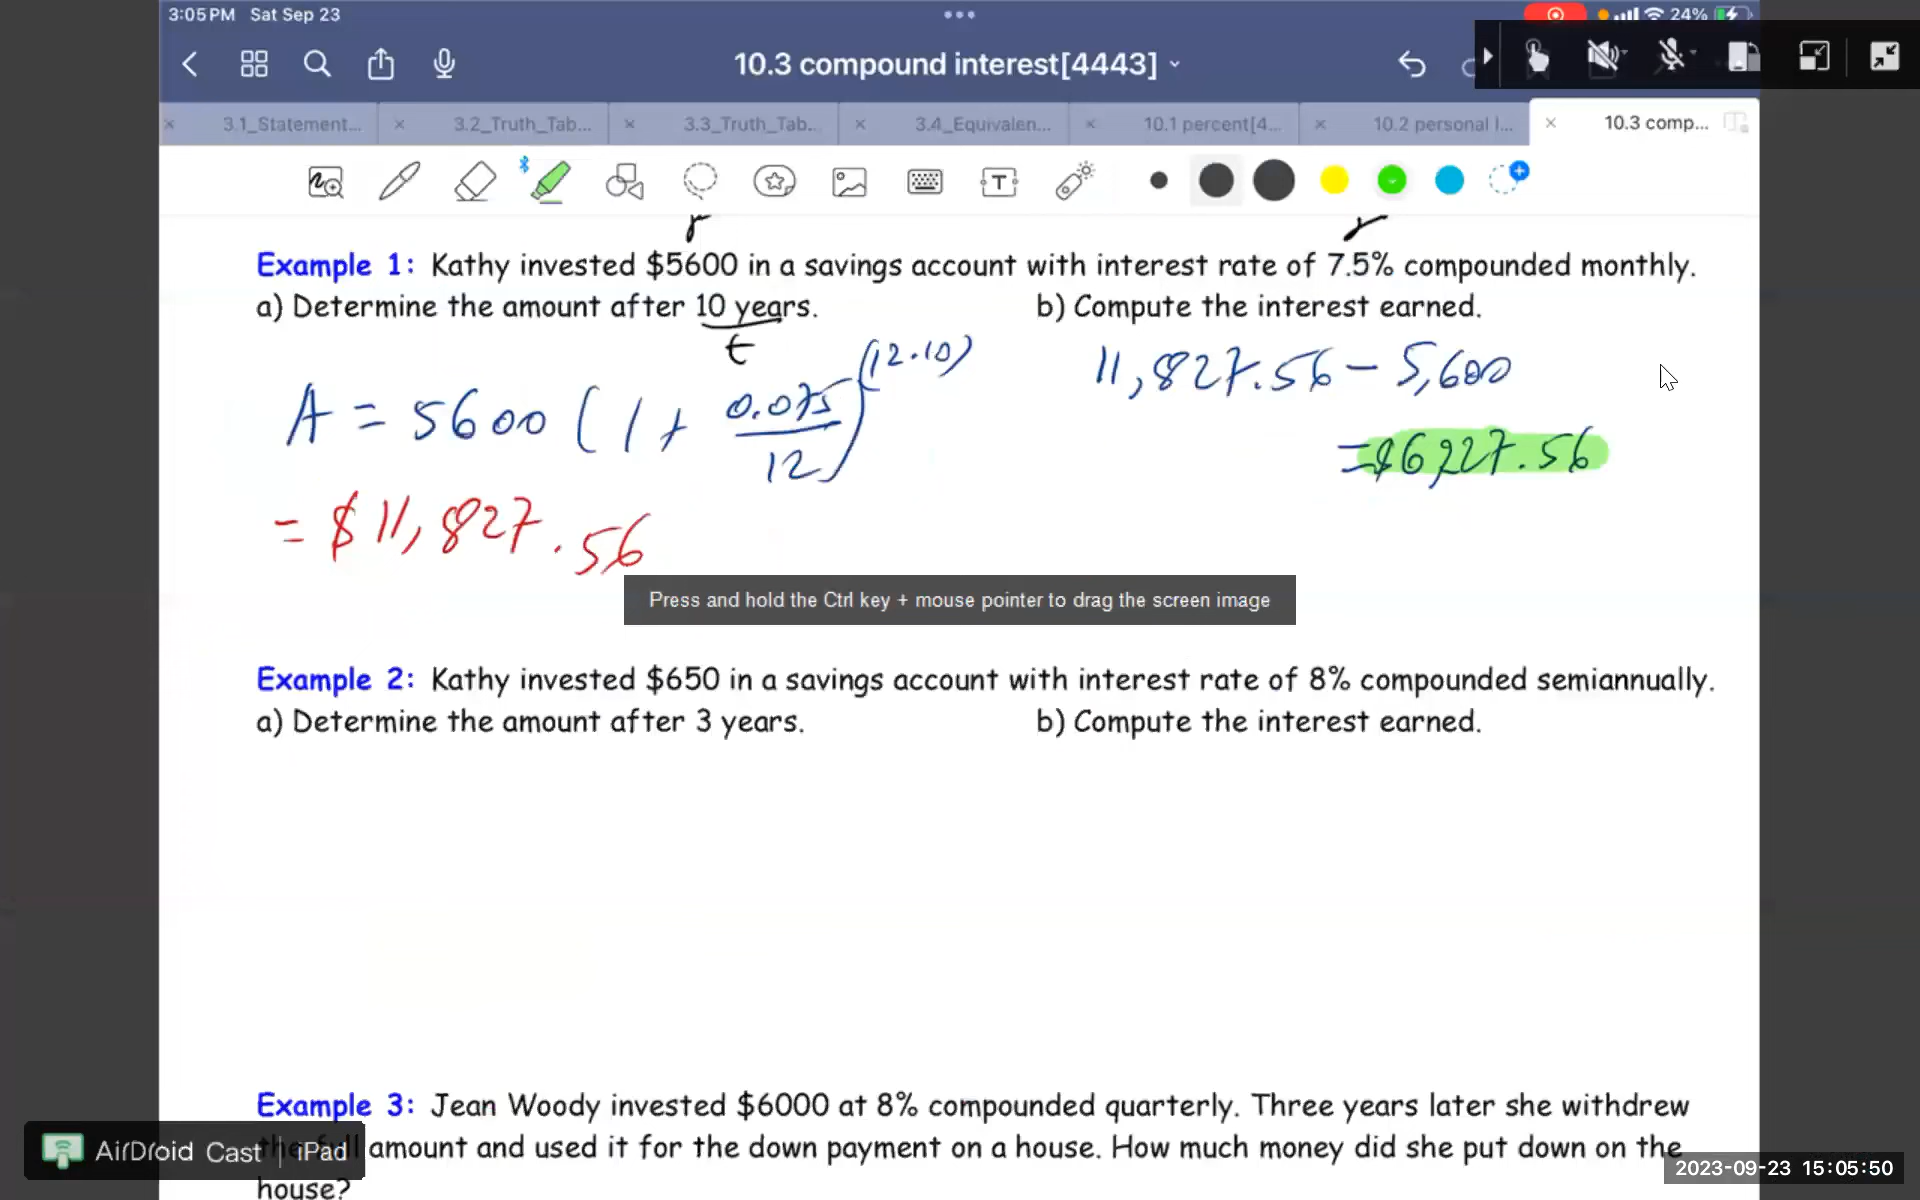 3:05 PM Sat Sep 23
24%
10.3 compound interest[4443]
3.1_Statement...
3.2_Truth_Tab...
3.3_Truth_Tab...
3.4_Equivalen...
10.1 percent[4...
10.2 personal l...
10.3 comp...
Example 1: Kathy invested $5600 in a savings account with interest rate of 7.5% compounded monthly.
a) Determine the amount after 10 years.
b) Compute the interest earned.
t
A = 5600 (1 + 0.075/12)^(12·10)
= $11,827.56
11,827.56 – 5,600
= $6,227.56
Press and hold the Ctrl key + mouse pointer to drag the screen image
Example 2: Kathy invested $650 in a savings account with interest rate of 8% compounded semiannually.
a) Determine the amount after 3 years.
b) Compute the interest earned.
Example 3: Jean Woody invested $6000 at 8% compounded quarterly. Three years later she withdrew
the full amount and used it for the down payment on a house. How much money did she put down on the
house?
AirDroid Cast | iPad
2023-09-23 15:05:50